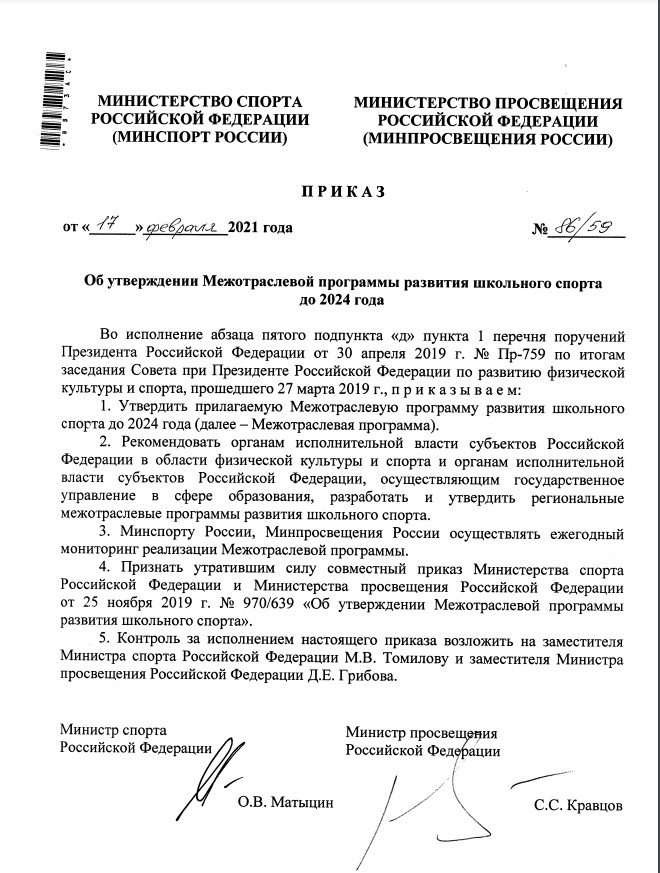 МИНИСТЕРСТВО СПОРТА
РОССИЙСКОЙ ФЕДЕРАЦИИ
(МИНСПОРТ РОССИИ)
МИНИСТЕРСТВО ПРОСВЕЩЕНИЯ
РОССИЙСКОЙ ФЕДЕРАЦИИ
(МИНПРОСВЕЩЕНИЯ РОССИИ)
П Р И К А З
от «17» февраля 2021 года
№ 86/59
Об утверждении Межотраслевой программы развития школьного спорта
до 2024 года
Во исполнение абзаца пятого подпункта «д» пункта 1 перечня поручений
Президента Российской Федерации от 30 апреля 2019 г. № Пр-759 по итогам
заседания Совета при Президенте Российской Федерации по развитию физической
культуры и спорта, прошедшего 27 марта 2019 г., п р и к а з ы в а е м:
1. Утвердить прилагаемую Межотраслевую программу развития школьного
спорта до 2024 года (далее – Межотраслевая программа).
2. Рекомендовать органам исполнительной власти субъектов Российской
Федерации в области физической культуры и спорта и органам исполнительной
власти субъектов Российской Федерации, осуществляющим государственное
управление в сфере образования, разработать и утвердить региональные
межотраслевые программы развития школьного спорта.
3. Минспорту России, Минпросвещения России осуществлять ежегодный
мониторинг реализации Межотраслевой программы.
4. Признать утратившим силу совместный приказ Министерства спорта
Российской Федерации и Министерства просвещения Российской Федерации
от 25 ноября 2019 г. № 970/639 «Об утверждении Межотраслевой программы
развития школьного спорта».
5. Контроль за исполнением настоящего приказа возложить на заместителя
Министра спорта Российской Федерации М.В. Томилову и заместителя Министра
просвещения Российской Федерации Д.Е. Грибова.
Министр спорта
Российской Федерации
О.В. Матыцин
Министр просвещения
Российской Федерации
С.С. Кравцов